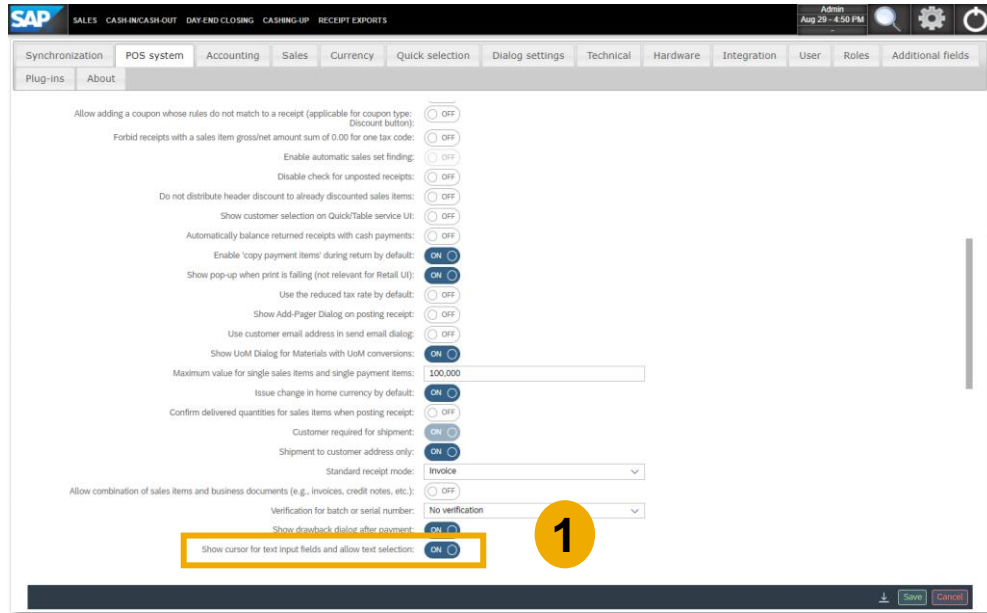 SAP SALES CASH-IN/CASH-OUT DAY-END CLOSING CASHING-UP RECEIPT EXPORTS
Admin
Aug 29 - 4:50 PM
-
Synchronization POS system Accounting Sales Currency Quick selection Dialog settings Technical Hardware Integration User Roles Additional fields
Plug-ins About
Allow adding a coupon whose rules do not match to a receipt (applicable for coupon type: OFF
Discount button):
Forbid receipts with a sales item gross/net amount sum of 0.00 for one tax code: OFF
Enable automatic sales set finding: OFF
Disable check for unposted receipts: OFF
Do not distribute header discount to already discounted sales items: OFF
Show customer selection on Quick/Table service UI: OFF
Automatically balance returned receipts with cash payments: OFF
Enable 'copy payment items' during return by default: ON
Show pop-up when print is failing (not relevant for Retail UI): ON
Use the reduced tax rate by default: OFF
Show Add-Pager Dialog on posting receipt: OFF
Use customer email address in send email dialog: OFF
Show UoM Dialog for Materials with UoM conversions: ON
Maximum value for single sales items and single payment items: 100,000
Issue change in home currency by default: ON
Confirm delivered quantities for sales items when posting receipt: OFF
Customer required for shipment: ON
Shipment to customer address only: ON
Standard receipt mode: Invoice
Allow combination of sales items and business documents (e.g., invoices, credit notes, etc.): OFF
Verification for batch or serial number: No verification
Show drawback dialog after payment: ON
Show cursor for text input fields and allow text selection: ON
1
Save Cancel